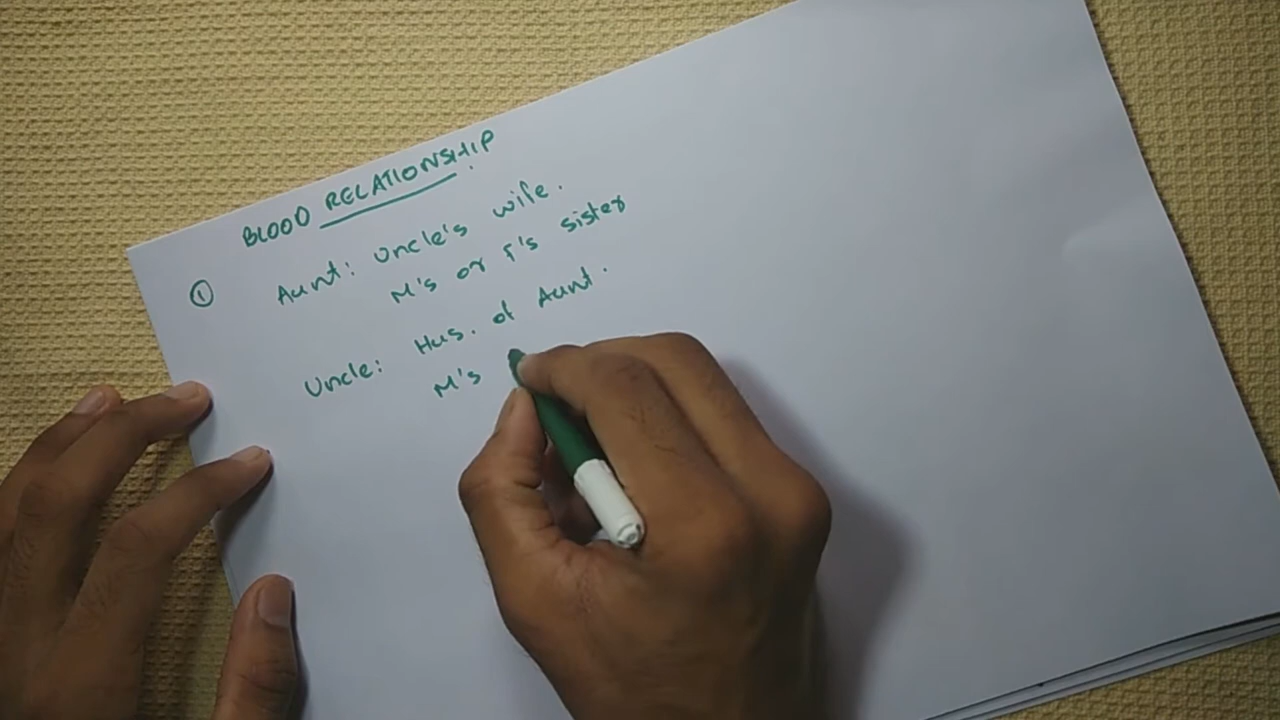 BLOOD RELATIONSHIP.
① Aunt: Uncle's wife.
M's or F's sister
Uncle: Hus. of Aunt.
M's